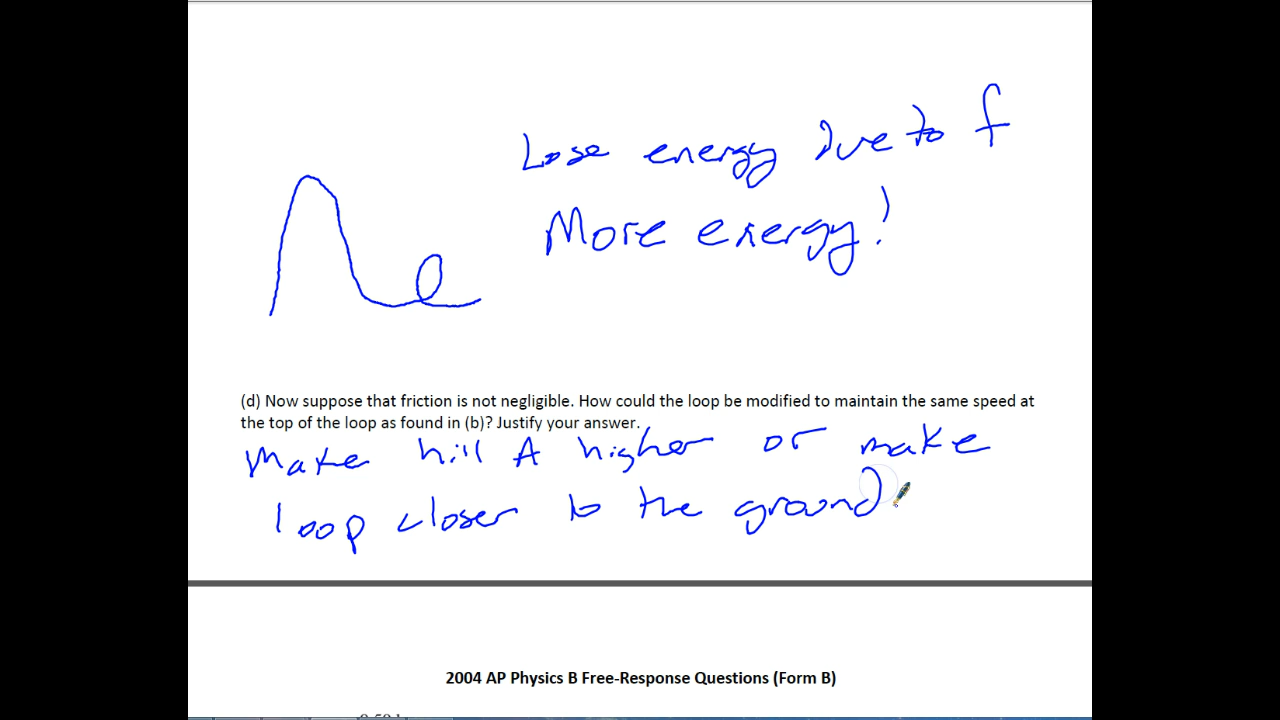 Lose energy due to f
More energy!
(d) Now suppose that friction is not negligible. How could the loop be modified to maintain the same speed at
the top of the loop as found in (b)? Justify your answer.
Make hill A higher or make
loop closer to the ground
2004 AP Physics B Free-Response Questions (Form B)